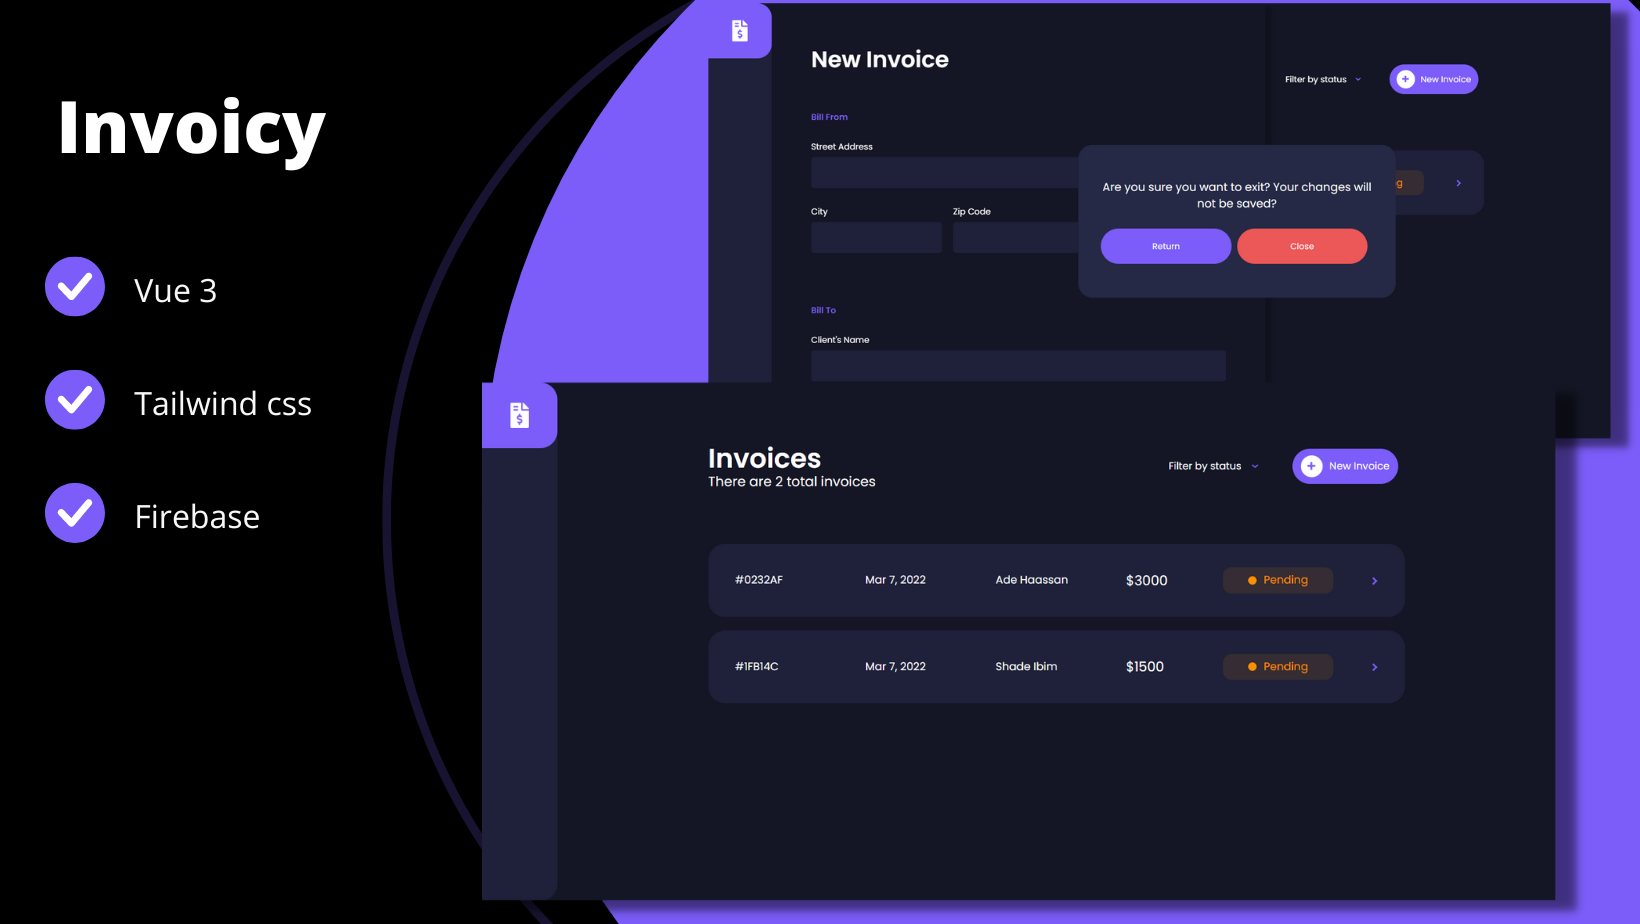 Invoicy
Vue 3
Tailwind css
Firebase
New Invoice
Filter by status
New Invoice
Bill From
Street Address
City
Zip Code
Are you sure you want to exit? Your changes will
not be saved?
Return
Close
g
Bill To
Client's Name
Invoices
There are 2 total invoices
Filter by status
New Invoice
#0232AF Mar 7, 2022 Ade Haassan $3000 Pending
#1FB14C Mar 7, 2022 Shade Ibim $1500 Pending